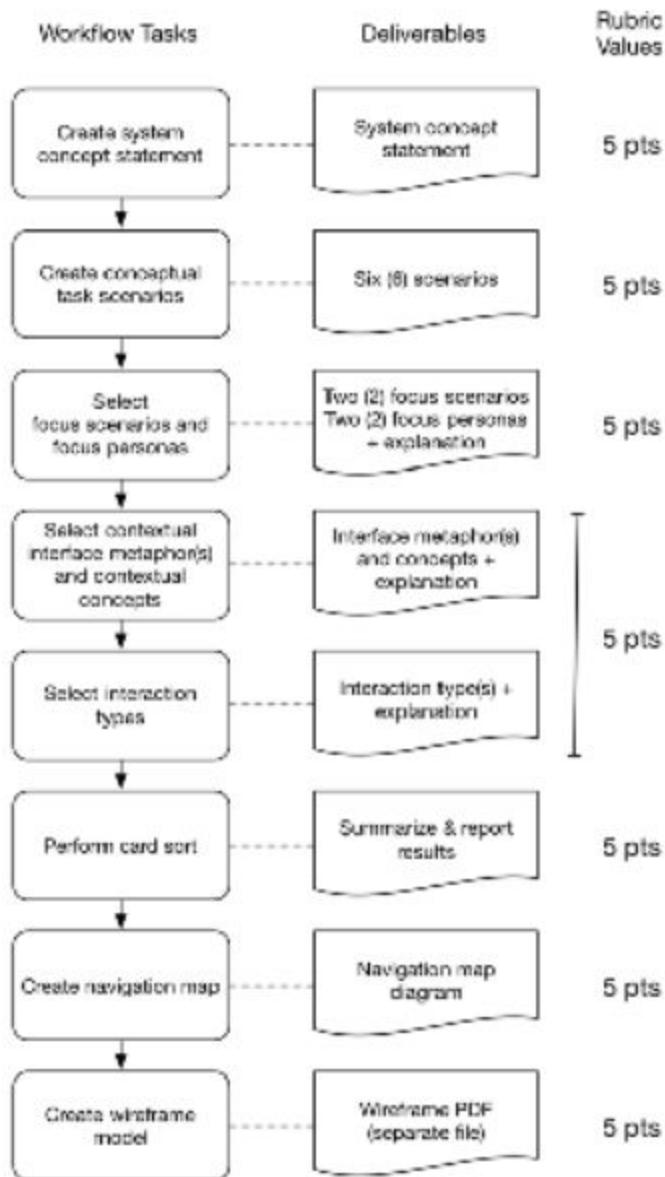 Workflow Tasks
Deliverables
Rubric
Values
Create system
concept statement
System concept
statement
5 pts
Create conceptual
task scenarios
Six (6) scenarios
5 pts
Select
focus scenarios and
focus personas
Two (2) focus scenarios
Two (2) focus personas
+ explanation
5 pts
Select contextual
interface metaphor(s)
and contextual
concepts
Interface metaphor(s)
and concepts +
explanation
5 pts
Select interaction
types
Interaction type(s) +
explanation
Perform card sort
Summarize & report
results
5 pts
Create navigation map
Navigation map
diagram
5 pts
Create wireframe
model
Wireframe PDF
(separate file)
5 pts